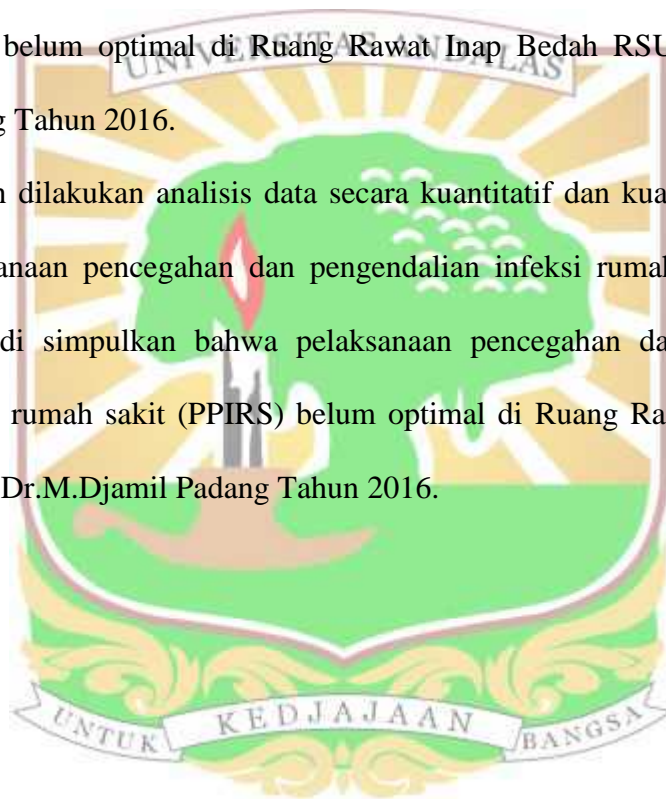 belum optimal di Ruang Rawat Inap Bedah RSU
UNIVERSITAS ANDALAS
g Tahun 2016.
n dilakukan analisis data secara kuantitatif dan kua
anaan pencegahan dan pengendalian infeksi rumah
di simpulkan bahwa pelaksanaan pencegahan da
rumah sakit (PPIRS) belum optimal di Ruang Ra
Dr.M.Djamil Padang Tahun 2016.
UNTUK KEDJAJAAN BANGSA